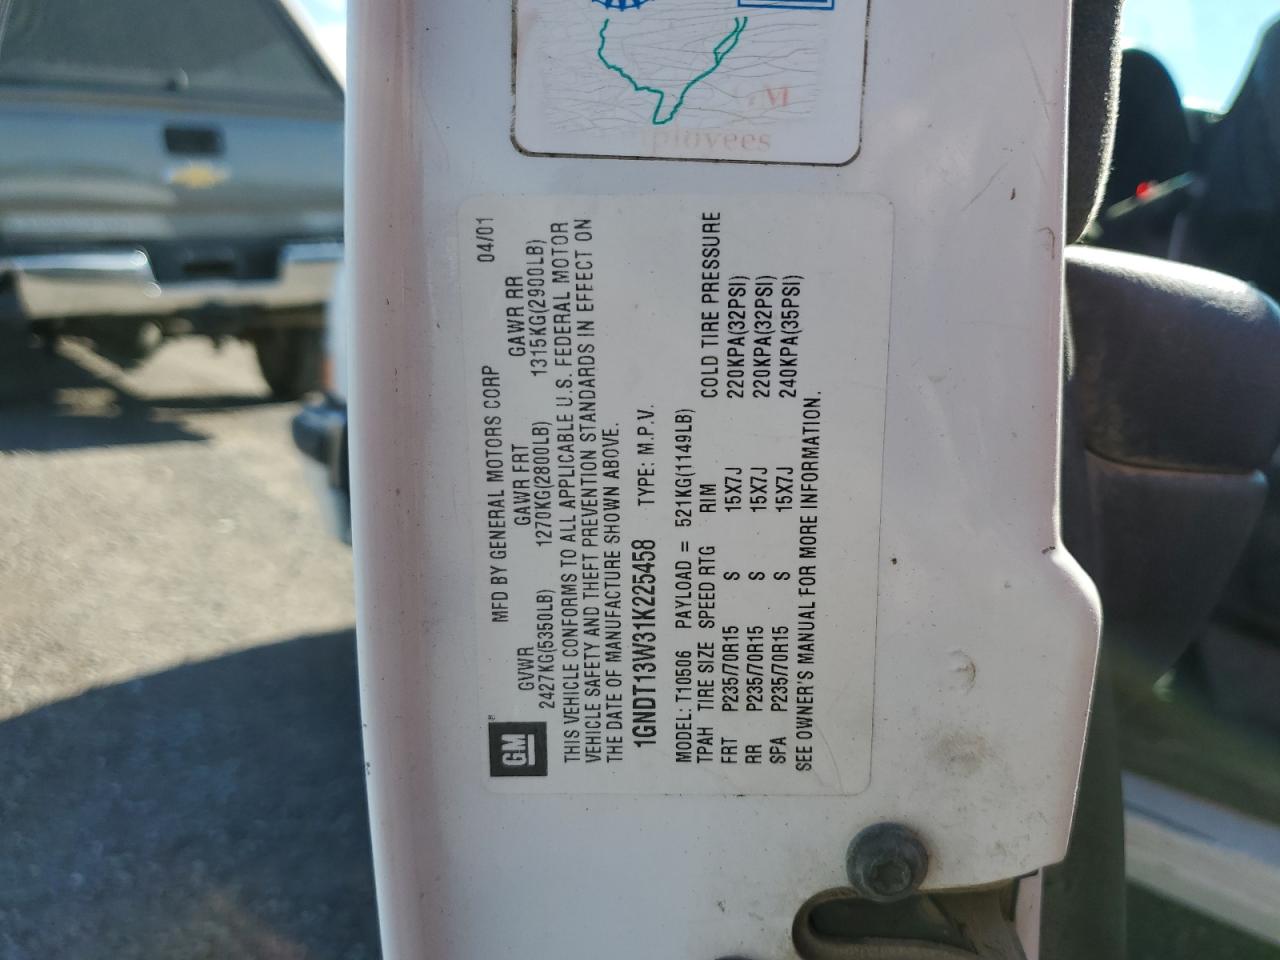 MFD BY GENERAL MOTORS CORP 04/01
GVWR GAWR FRT GAWR RR
2427KG(5350LB) 1270KG(2800LB) 1315KG(2900LB)
THIS VEHICLE CONFORMS TO ALL APPLICABLE U.S. FEDERAL MOTOR
VEHICLE SAFETY AND THEFT PREVENTION STANDARDS IN EFFECT ON
THE DATE OF MANUFACTURE SHOWN ABOVE.
1GNDT13W31K225458 TYPE: M.P.V.
MODEL: T10506 PAYLOAD = 521KG(1149LB)
TPAH TIRE SIZE SPEED RTG RIM COLD TIRE PRESSURE
FRT P235/70R15 S 15X7J 220KPA(32PSI)
RR P235/70R15 S 15X7J 220KPA(32PSI)
SPA P235/70R15 S 15X7J 240KPA(35PSI)
SEE OWNER'S MANUAL FOR MORE INFORMATION.
GM®